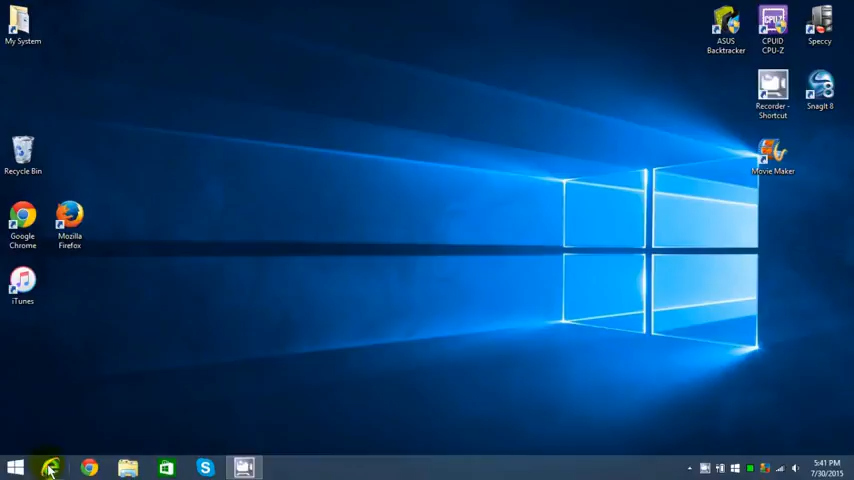 My System
ASUS
Backtracker
CPUID
CPU-Z
Speccy
Recorder -
Shortcut
SnagIt 8
Recycle Bin
Movie Maker
Google
Chrome
Mozilla
Firefox
iTunes
5:41 PM
7/30/2015